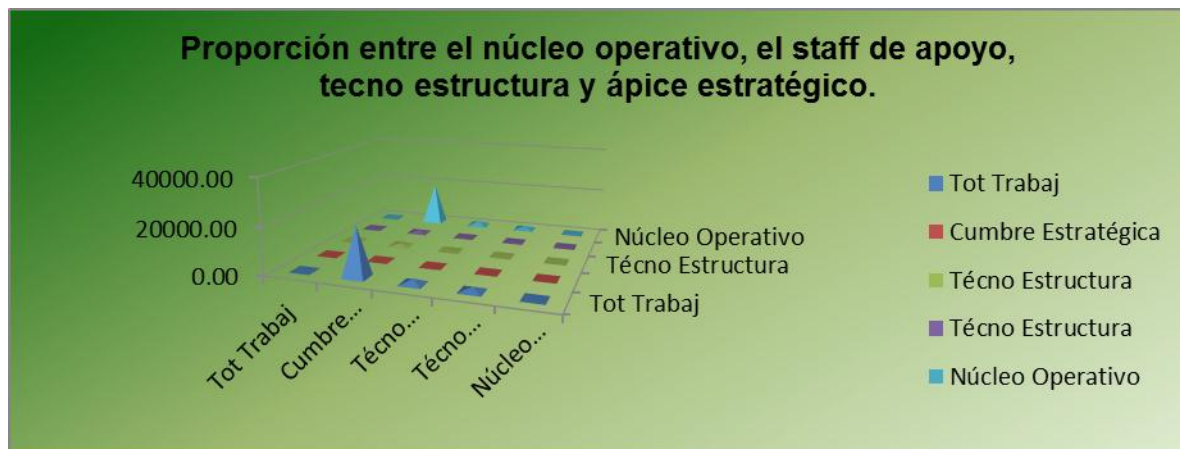 Proporción entre el núcleo operativo, el staff de apoyo,
tecno estructura y ápice estratégico.
40000.00
20000.00
0.00
Tot Trabaj
Cumbre...
Técno...
Técno...
Núcleo...
Núcleo Operativo
Técno Estructura
Tot Trabaj
Tot Trabaj
Cumbre Estratégica
Técno Estructura
Técno Estructura
Núcleo Operativo